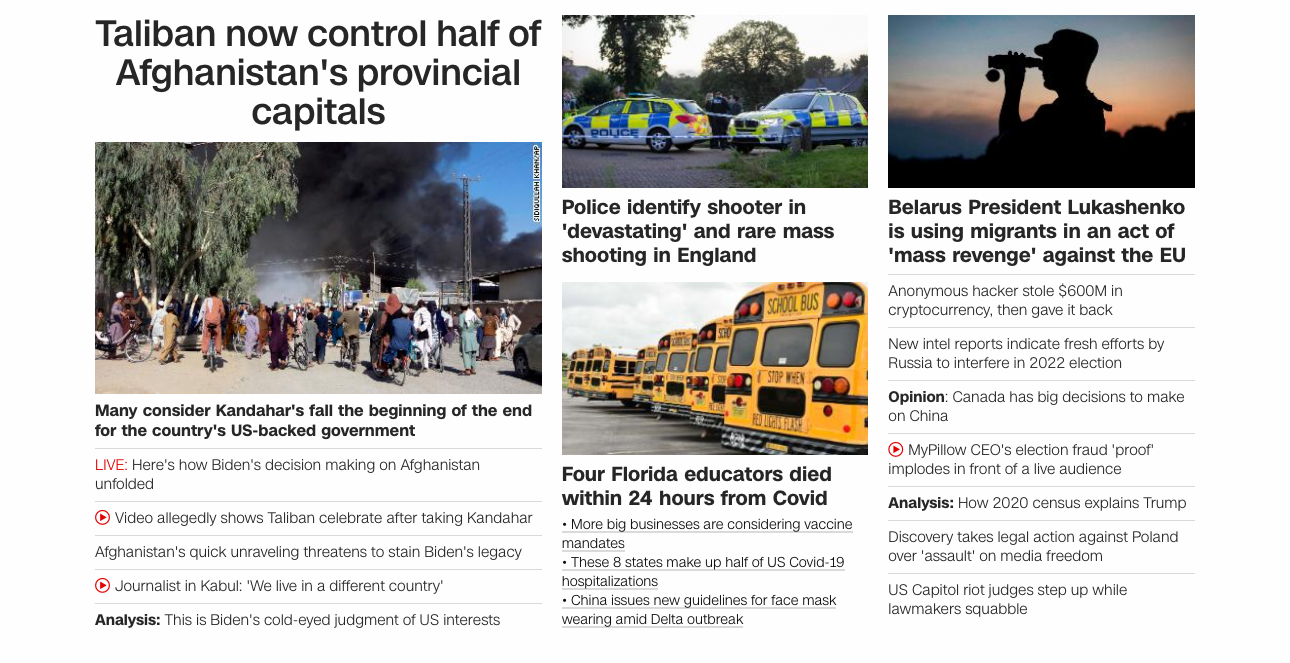 Taliban now control half of
Afghanistan's provincial
capitals
SIDIQULLAH KHAN/AP
Many consider Kandahar's fall the beginning of the end
for the country's US-backed government
LIVE: Here's how Biden's decision making on Afghanistan
unfolded
Video allegedly shows Taliban celebrate after taking Kandahar
Afghanistan's quick unraveling threatens to stain Biden's legacy
Journalist in Kabul: 'We live in a different country'
Analysis: This is Biden's cold-eyed judgment of US interests
POLICE
Police identify shooter in
'devastating' and rare mass
shooting in England
SCHOOL BUS
STOP WHEN
RED LIGHTS FLASH
Four Florida educators died
within 24 hours from Covid
• More big businesses are considering vaccine
mandates
• These 8 states make up half of US Covid-19
hospitalizations
• China issues new guidelines for face mask
wearing amid Delta outbreak
Belarus President Lukashenko
is using migrants in an act of
'mass revenge' against the EU
Anonymous hacker stole $600M in
cryptocurrency, then gave it back
New intel reports indicate fresh efforts by
Russia to interfere in 2022 election
Opinion: Canada has big decisions to make
on China
MyPillow CEO's election fraud 'proof'
implodes in front of a live audience
Analysis: How 2020 census explains Trump
Discovery takes legal action against Poland
over 'assault' on media freedom
US Capitol riot judges step up while
lawmakers squabble